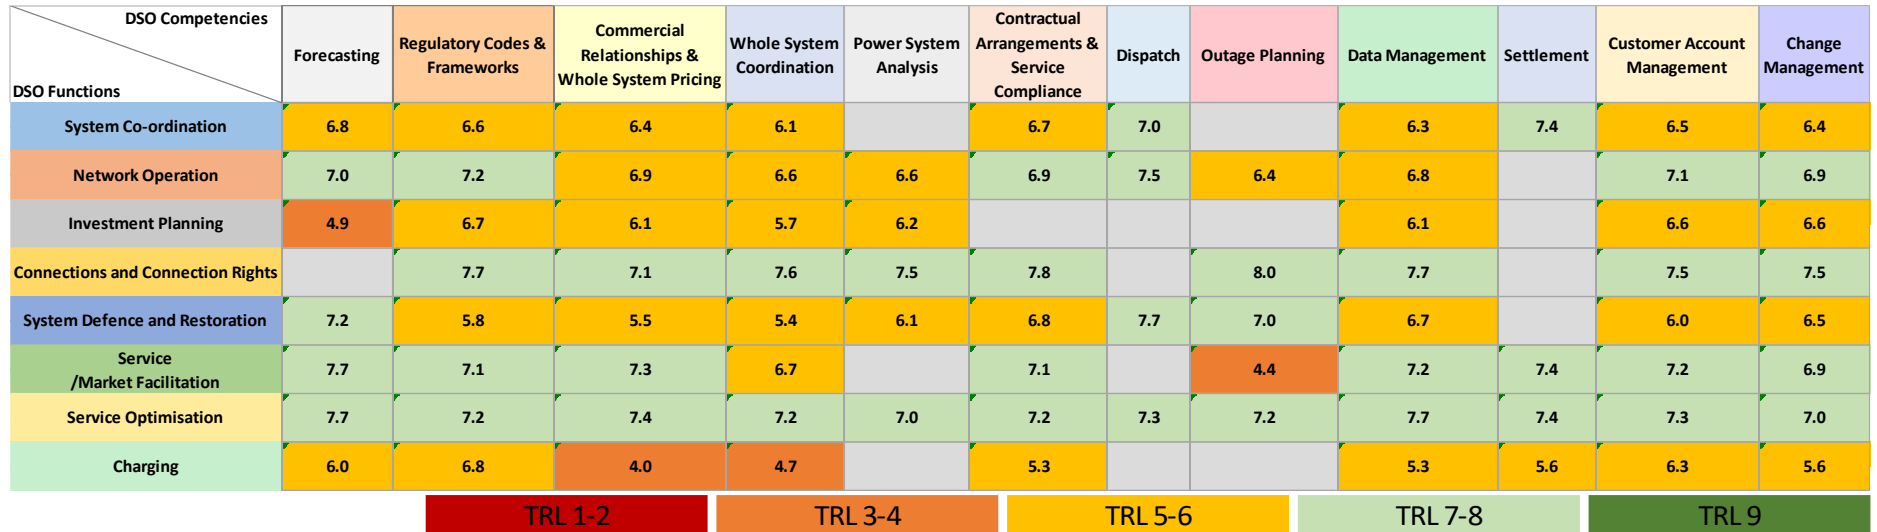 DSO Competencies
DSO Functions
Forecasting
Regulatory Codes &
Frameworks
Commercial
Relationships &
Whole System Pricing
Whole System
Coordination
Power System
Analysis
Contractual
Arrangements &
Service
Compliance
Dispatch
Outage Planning
Data Management
Settlement
Customer Account
Management
Change
Management
System Co-ordination 6.8 6.6 6.4 6.1 6.7 7.0 6.3 7.4 6.5 6.4
Network Operation 7.0 7.2 6.9 6.6 6.6 6.9 7.5 6.4 6.8 7.1 6.9
Investment Planning 4.9 6.7 6.1 5.7 6.2 6.1 6.6 6.6
Connections and Connection Rights 7.7 7.1 7.6 7.5 7.8 8.0 7.7 7.5 7.5
System Defence and Restoration 7.2 5.8 5.5 5.4 6.1 6.8 7.7 7.0 6.7 6.0 6.5
Service
/Market Facilitation 7.7 7.1 7.3 6.7 7.1 4.4 7.2 7.4 7.2 6.9
Service Optimisation 7.7 7.2 7.4 7.2 7.0 7.2 7.3 7.2 7.7 7.4 7.3 7.0
Charging 6.0 6.8 4.0 4.7 5.3 5.3 5.6 6.3 5.6
TRL 1-2 TRL 3-4 TRL 5-6 TRL 7-8 TRL 9